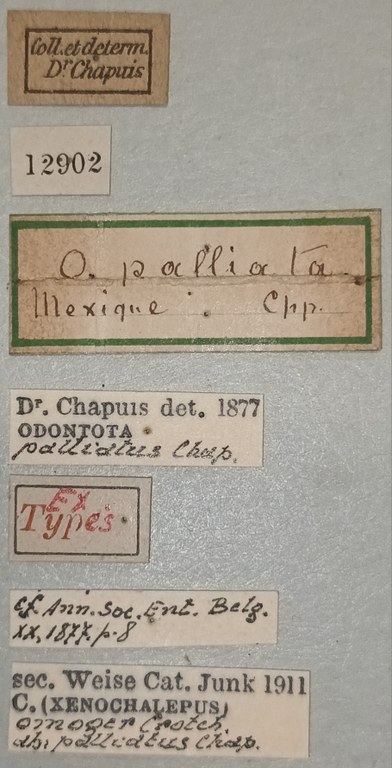 Coll. et determ.
Dr Chapuis
12902
O. palliata
Mexique. Chp.
Dr. Chapuis det. 1877
ODONTOTA
palliatus Chap.
Ex.
Types.
cf. Ann. Soc. Ent. Belg.
XX, 1877, p. 8
sec. Weise Cat. Junk 1911
C. (XENOCHALEPUS)
omoger Crotch
ab, palliatus Chap.